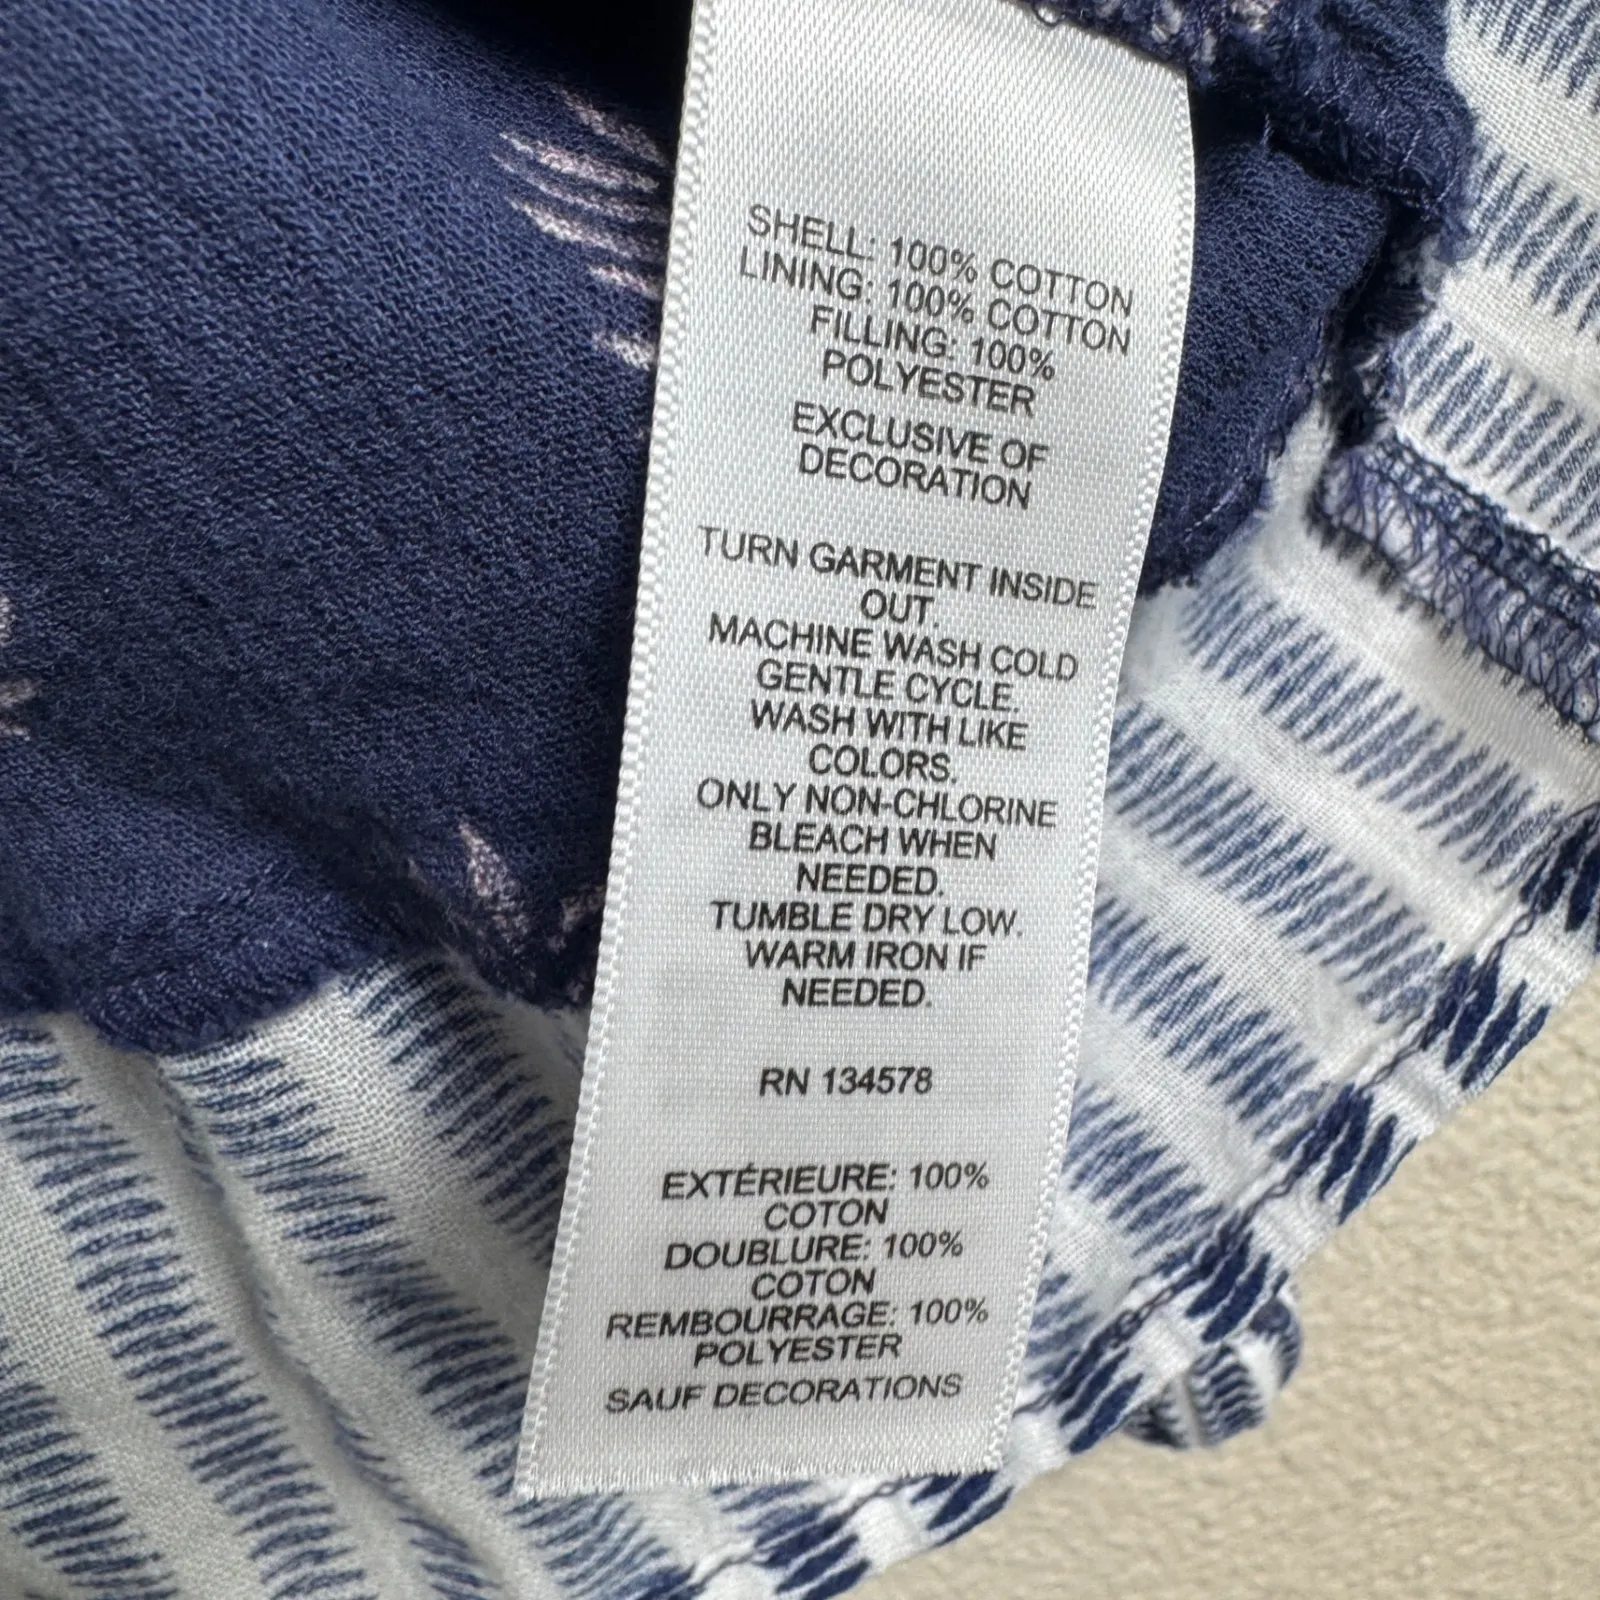 SHELL: 100% COTTON
LINING: 100% COTTON
FILLING: 100%
POLYESTER
EXCLUSIVE OF
DECORATION
TURN GARMENT INSIDE
OUT.
MACHINE WASH COLD
GENTLE CYCLE.
WASH WITH LIKE
COLORS.
ONLY NON-CHLORINE
BLEACH WHEN
NEEDED.
TUMBLE DRY LOW.
WARM IRON IF
NEEDED.
RN 134578
EXTÉRIEURE: 100%
COTON
DOUBLURE: 100%
COTON
REMBOURRAGE: 100%
POLYESTER
SAUF DECORATIONS